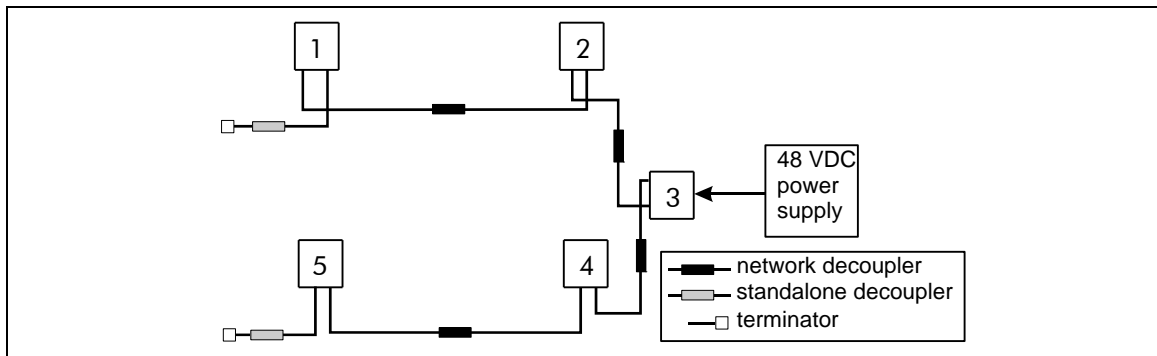 1
2
3
48 VDC
power
supply
5
4
network decoupler
standalone decoupler
terminator